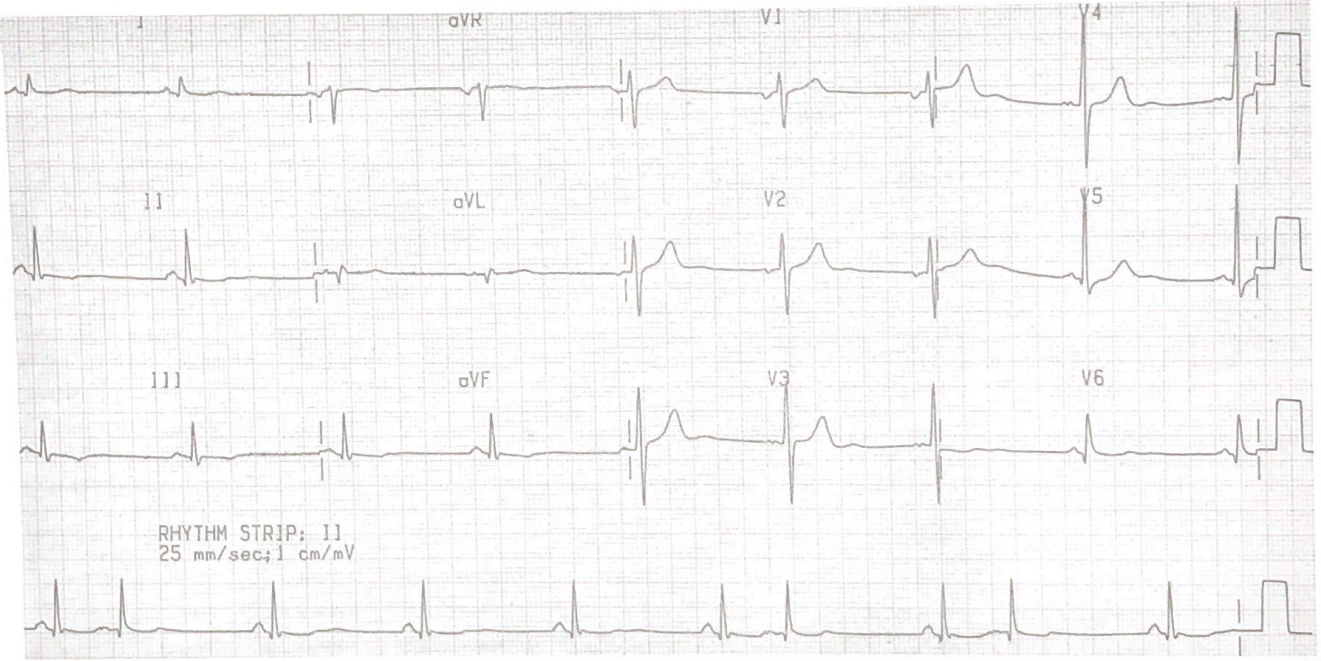 I aVR V1 V4
II aVL V2 V5
III aVF V3 V6
RHYTHM STRIP: II
25 mm/sec;1 cm/mV